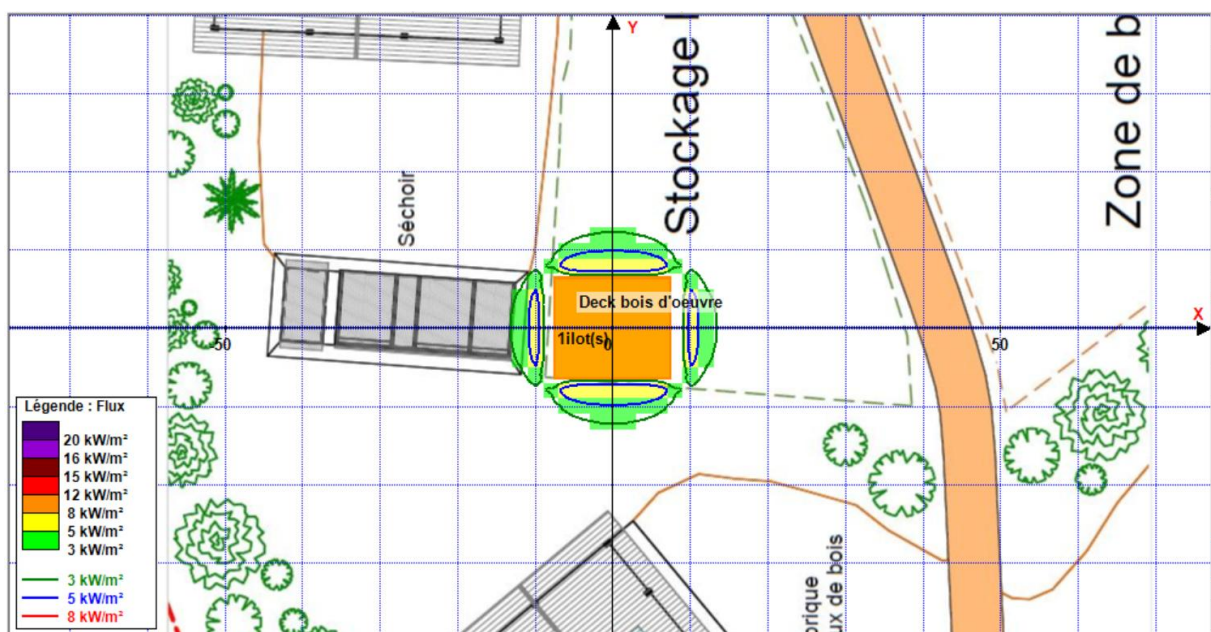 Y
Stockage
Zone de b
Séchoir
Deck bois d'oeuvre
X
1ilot(s)
0
-50
50
Légende : Flux
20 kW/m²
16 kW/m²
15 kW/m²
12 kW/m²
8 kW/m²
5 kW/m²
3 kW/m²
3 kW/m²
5 kW/m²
8 kW/m²
brique
ux de bois